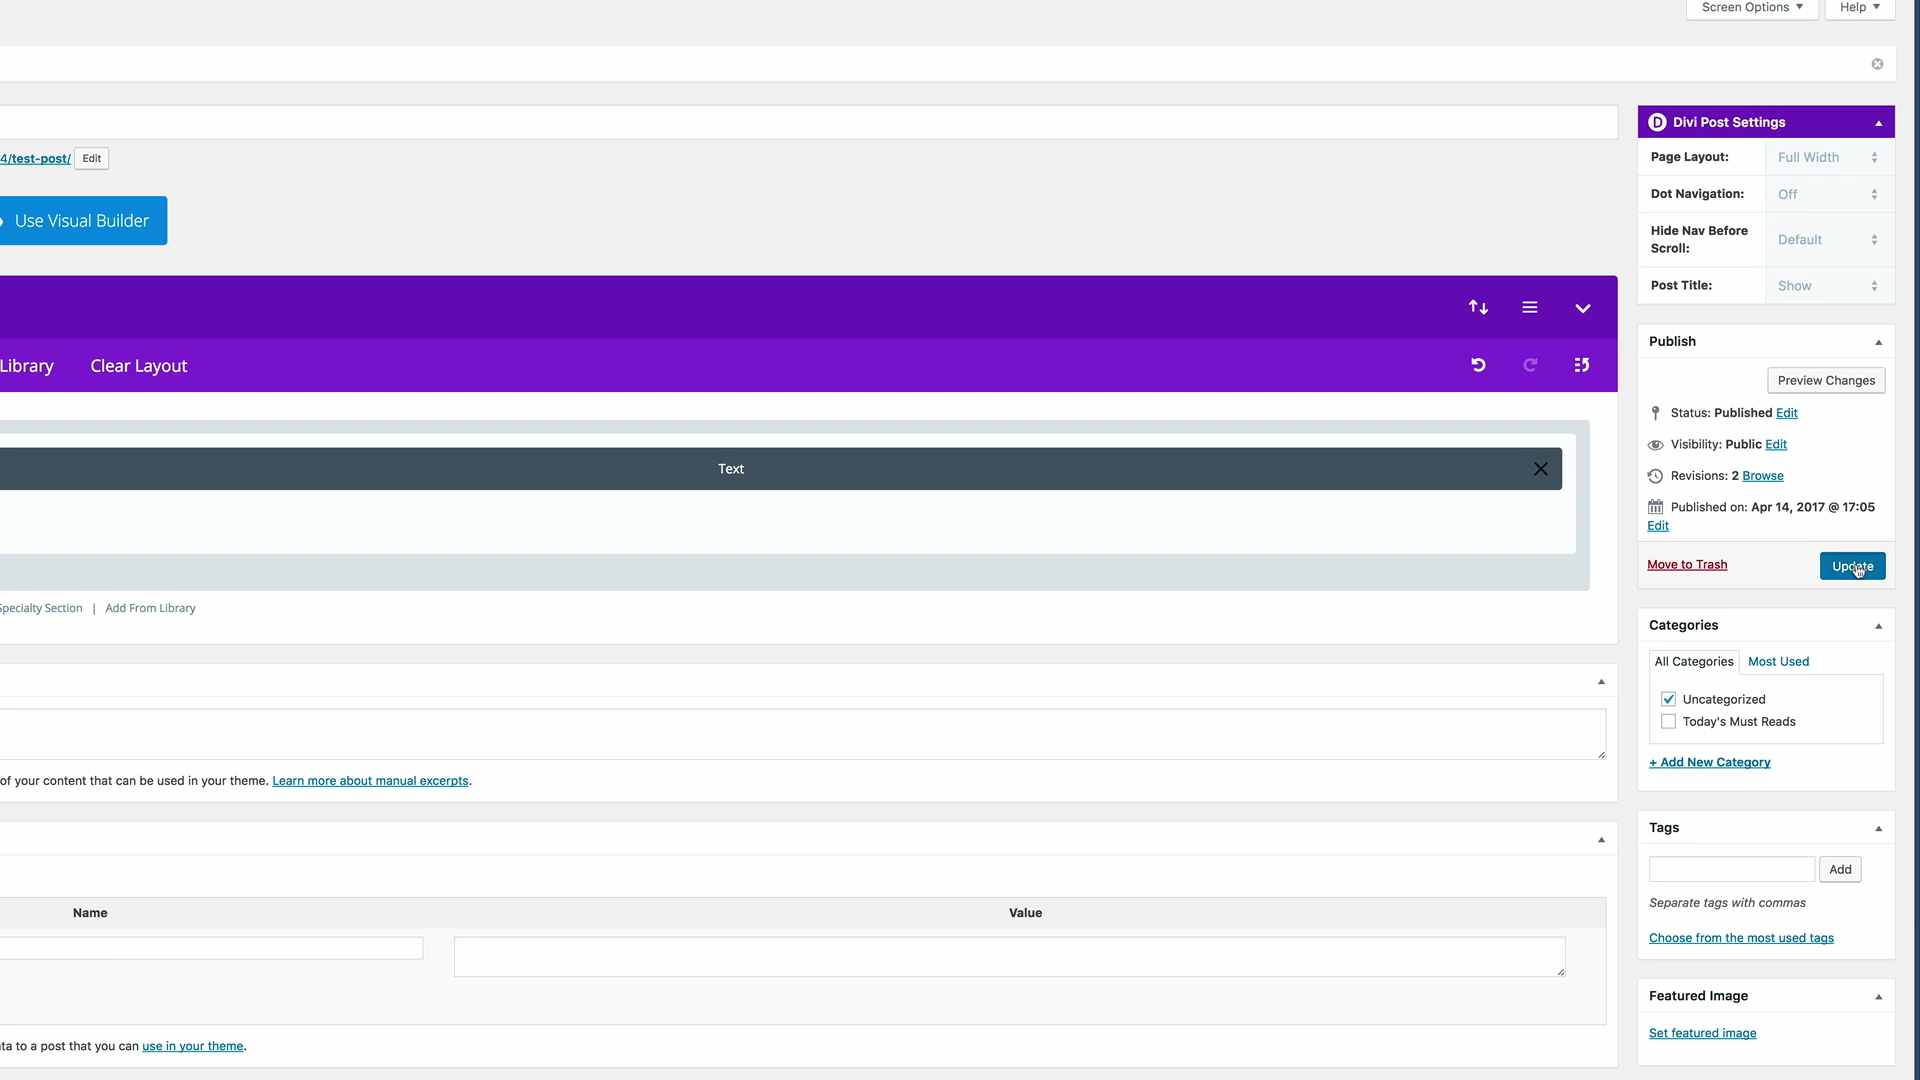 Screen Options
Help
4/test-post/ Edit
Use Visual Builder
Library Clear Layout
Text
Specialty Section | Add From Library
of your content that can be used in your theme. Learn more about manual excerpts.
Name Value
ta to a post that you can use in your theme.
D Divi Post Settings
Page Layout: Full Width
Dot Navigation: Off
Hide Nav Before
Scroll:
Default
Post Title: Show
Publish
Preview Changes
Status: Published Edit
Visibility: Public Edit
Revisions: 2 Browse
Published on: Apr 14, 2017 @ 17:05
Edit
Move to Trash Update
Categories
All Categories Most Used
Uncategorized
Today's Must Reads
+ Add New Category
Tags
Add
Separate tags with commas
Choose from the most used tags
Featured Image
Set featured image